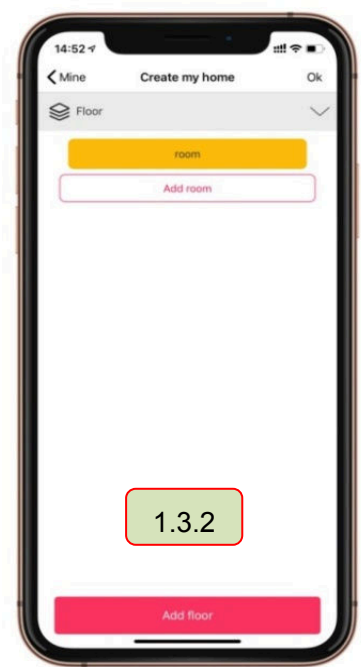 14:52
Mine Create my home Ok
Floor
room
Add room
1.3.2
Add floor